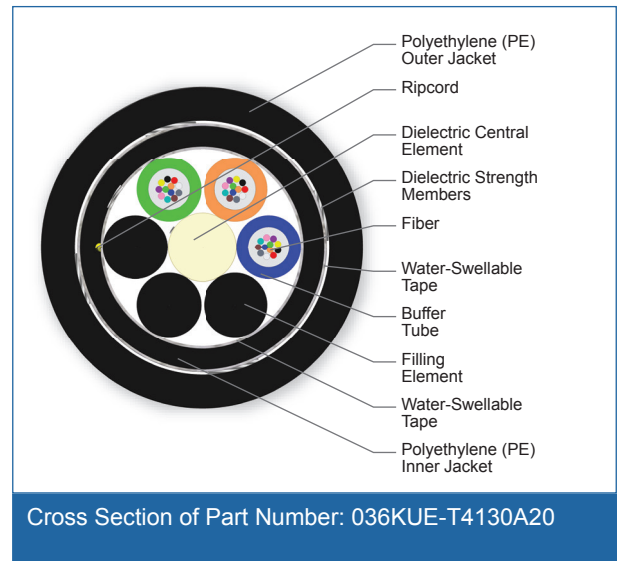 Polyethylene (PE)
Outer Jacket
Ripcord
Dielectric Central
Element
Dielectric Strength
Members
Fiber
Water-Swellable
Tape
Buffer
Tube
Filling
Element
Water-Swellable
Tape
Polyethylene (PE)
Inner Jacket
Cross Section of Part Number: 036KUE-T4130A20